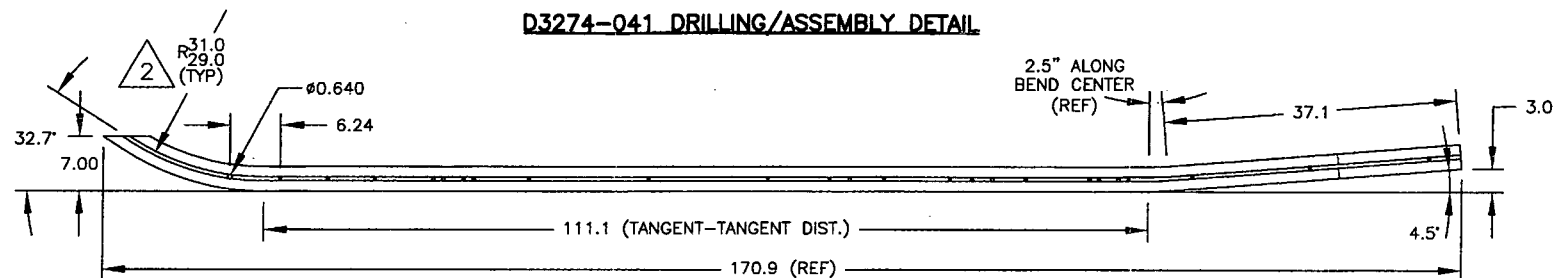 D3274-041 DRILLING/ASSEMBLY DETAIL
2
R31.0
29.0
(TYP)
ø0.640
6.24
32.7°
7.00
2.5" ALONG
BEND CENTER
(REF)
37.1
3.0
111.1 (TANGENT-TANGENT DIST.)
4.5°
170.9 (REF)